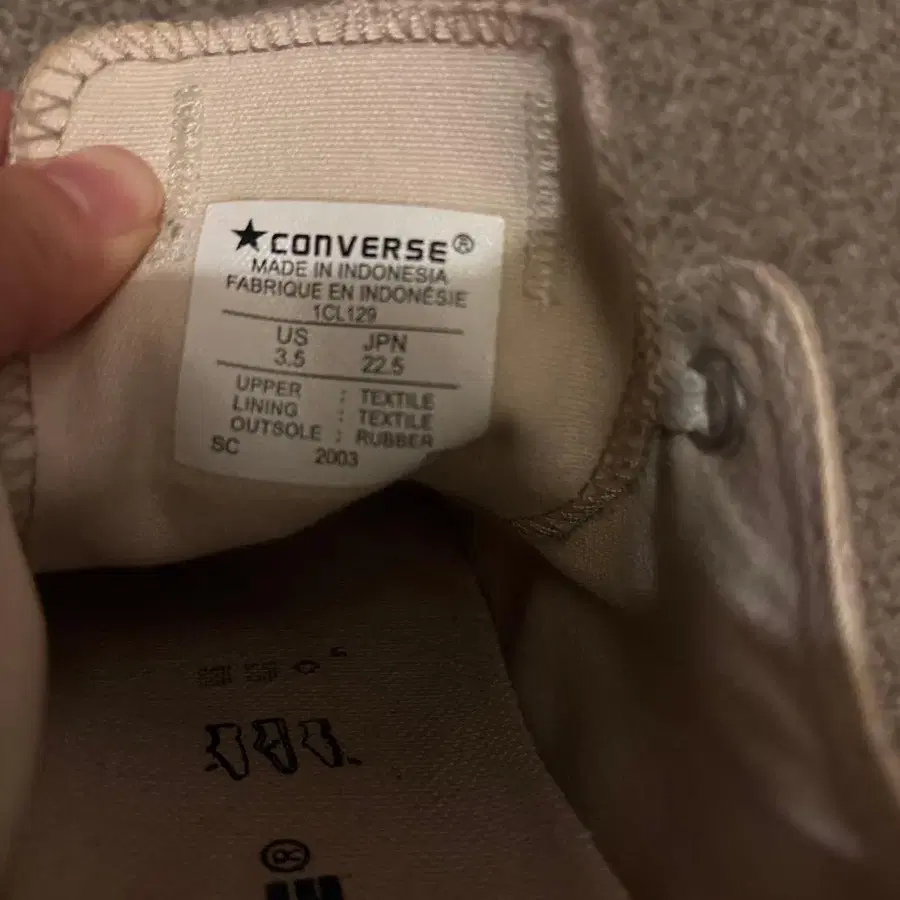 ★CONVERSE®
MADE IN INDONESIA
FABRIQUE EN INDONÉSIE
1CL129
US JPN
3.5 22.5
UPPER : TEXTILE
LINING : TEXTILE
OUTSOLE : RUBBER
SC 2003
®